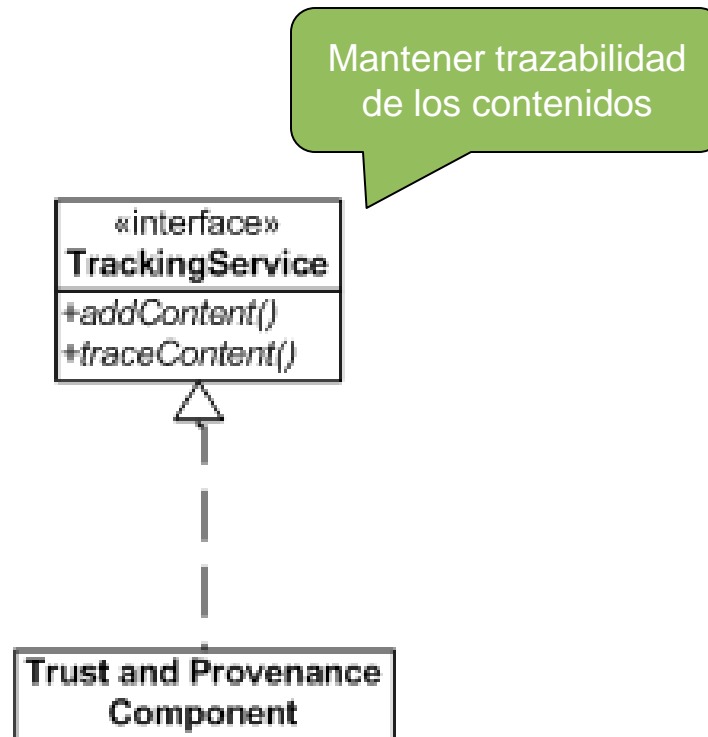 Mantener trazabilidad
de los contenidos
«interface»
TrackingService
+addContent()
+traceContent()
Trust and Provenance
Component